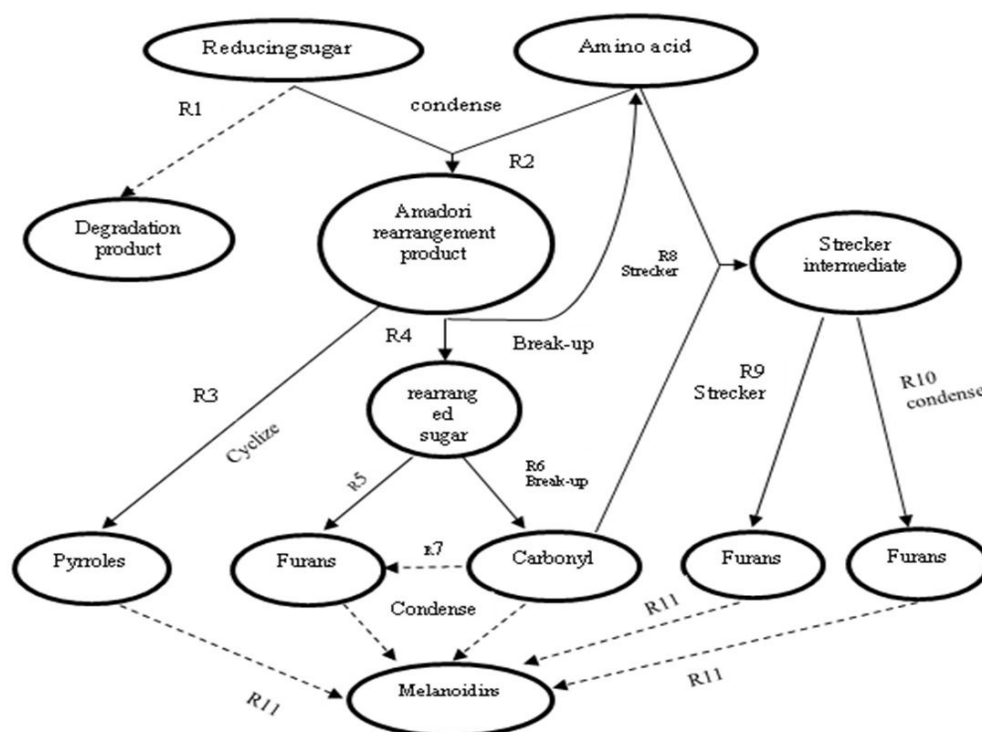 Reducing sugar
Amino acid
R1
condense
R2
Degradation
product
Amadori
rearrangement
product
R8
Strecker
Strecker
intermediate
R4
Break-up
R3
Cyclize
rearrang
ed
sugar
R9
Strecker
R10
condense
R5
R6
Break-up
Pyrroles
Furans
R7
Carbonyl
Furans
Furans
Condense
R11
R11
R11
Melanoidins